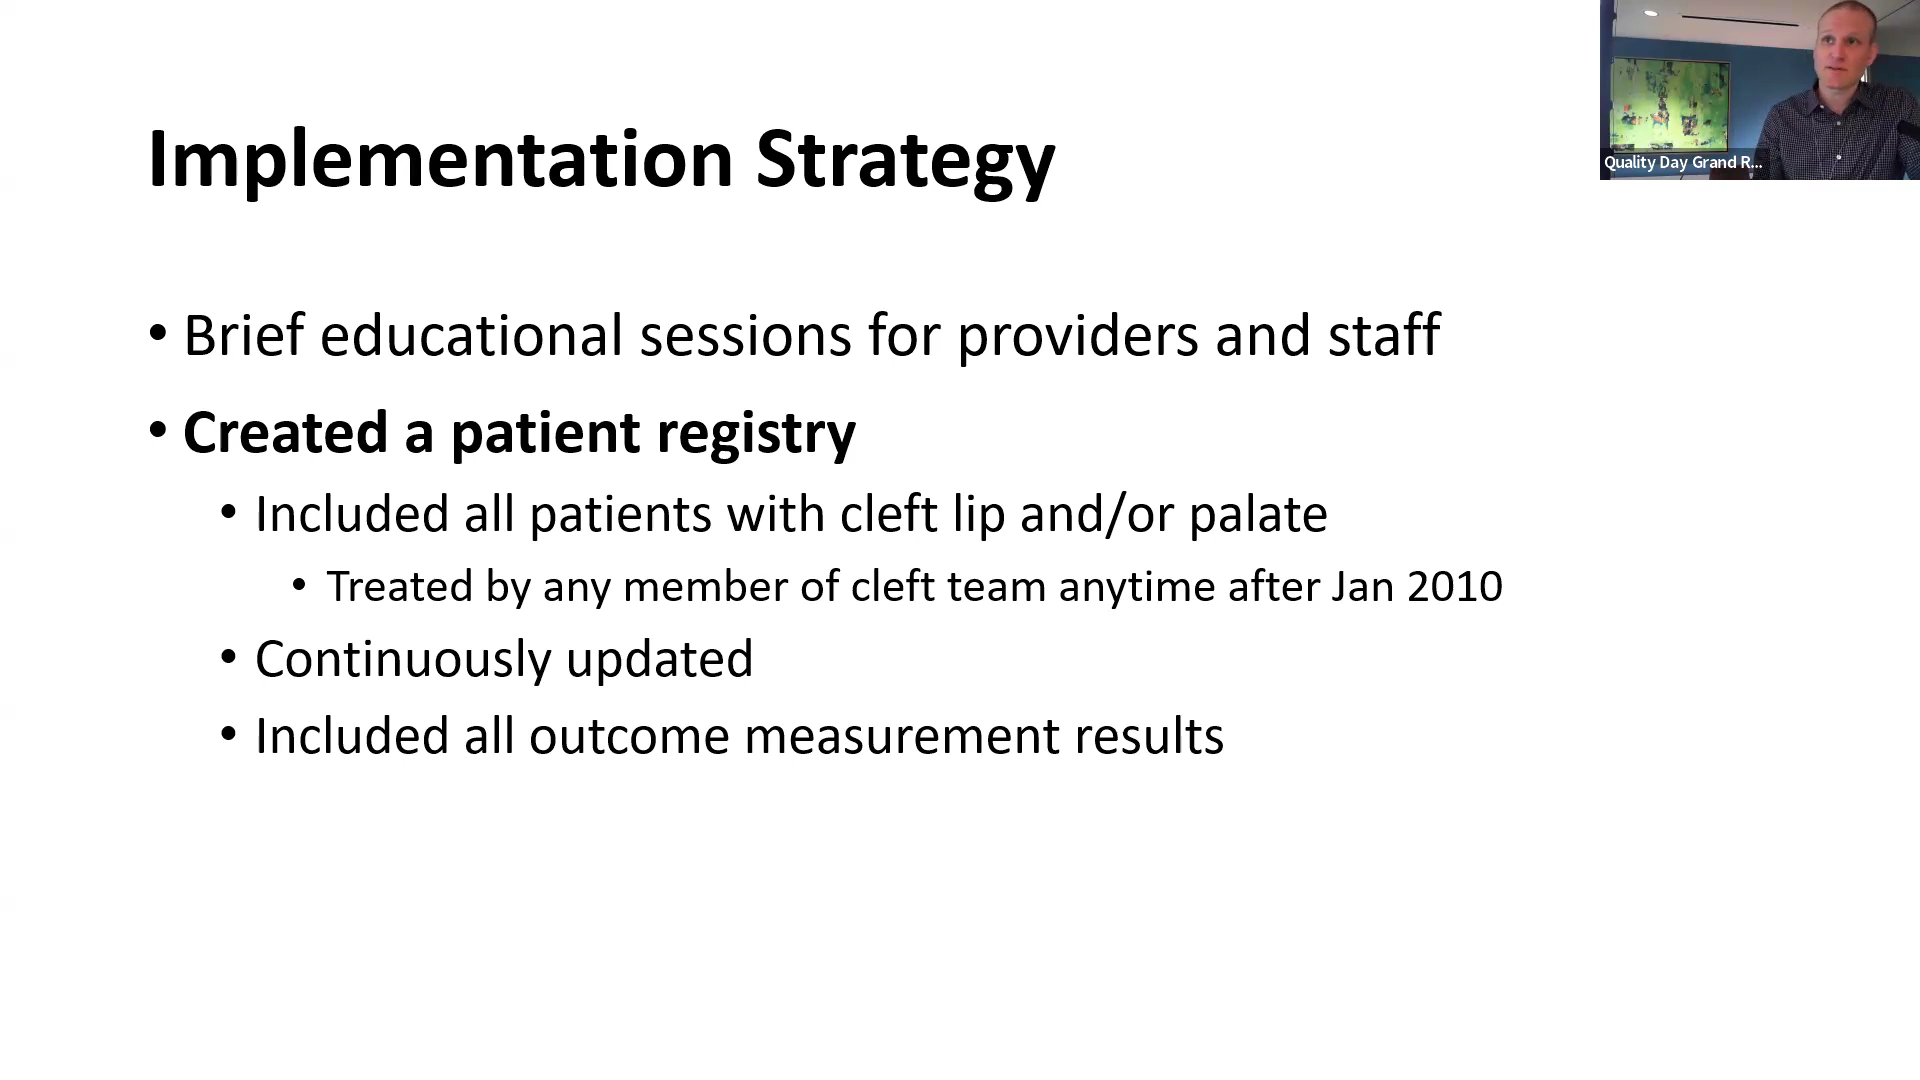 Quality Day Grand R...
Implementation Strategy
• Brief educational sessions for providers and staff
• Created a patient registry
• Included all patients with cleft lip and/or palate
• Treated by any member of cleft team anytime after Jan 2010
• Continuously updated
• Included all outcome measurement results